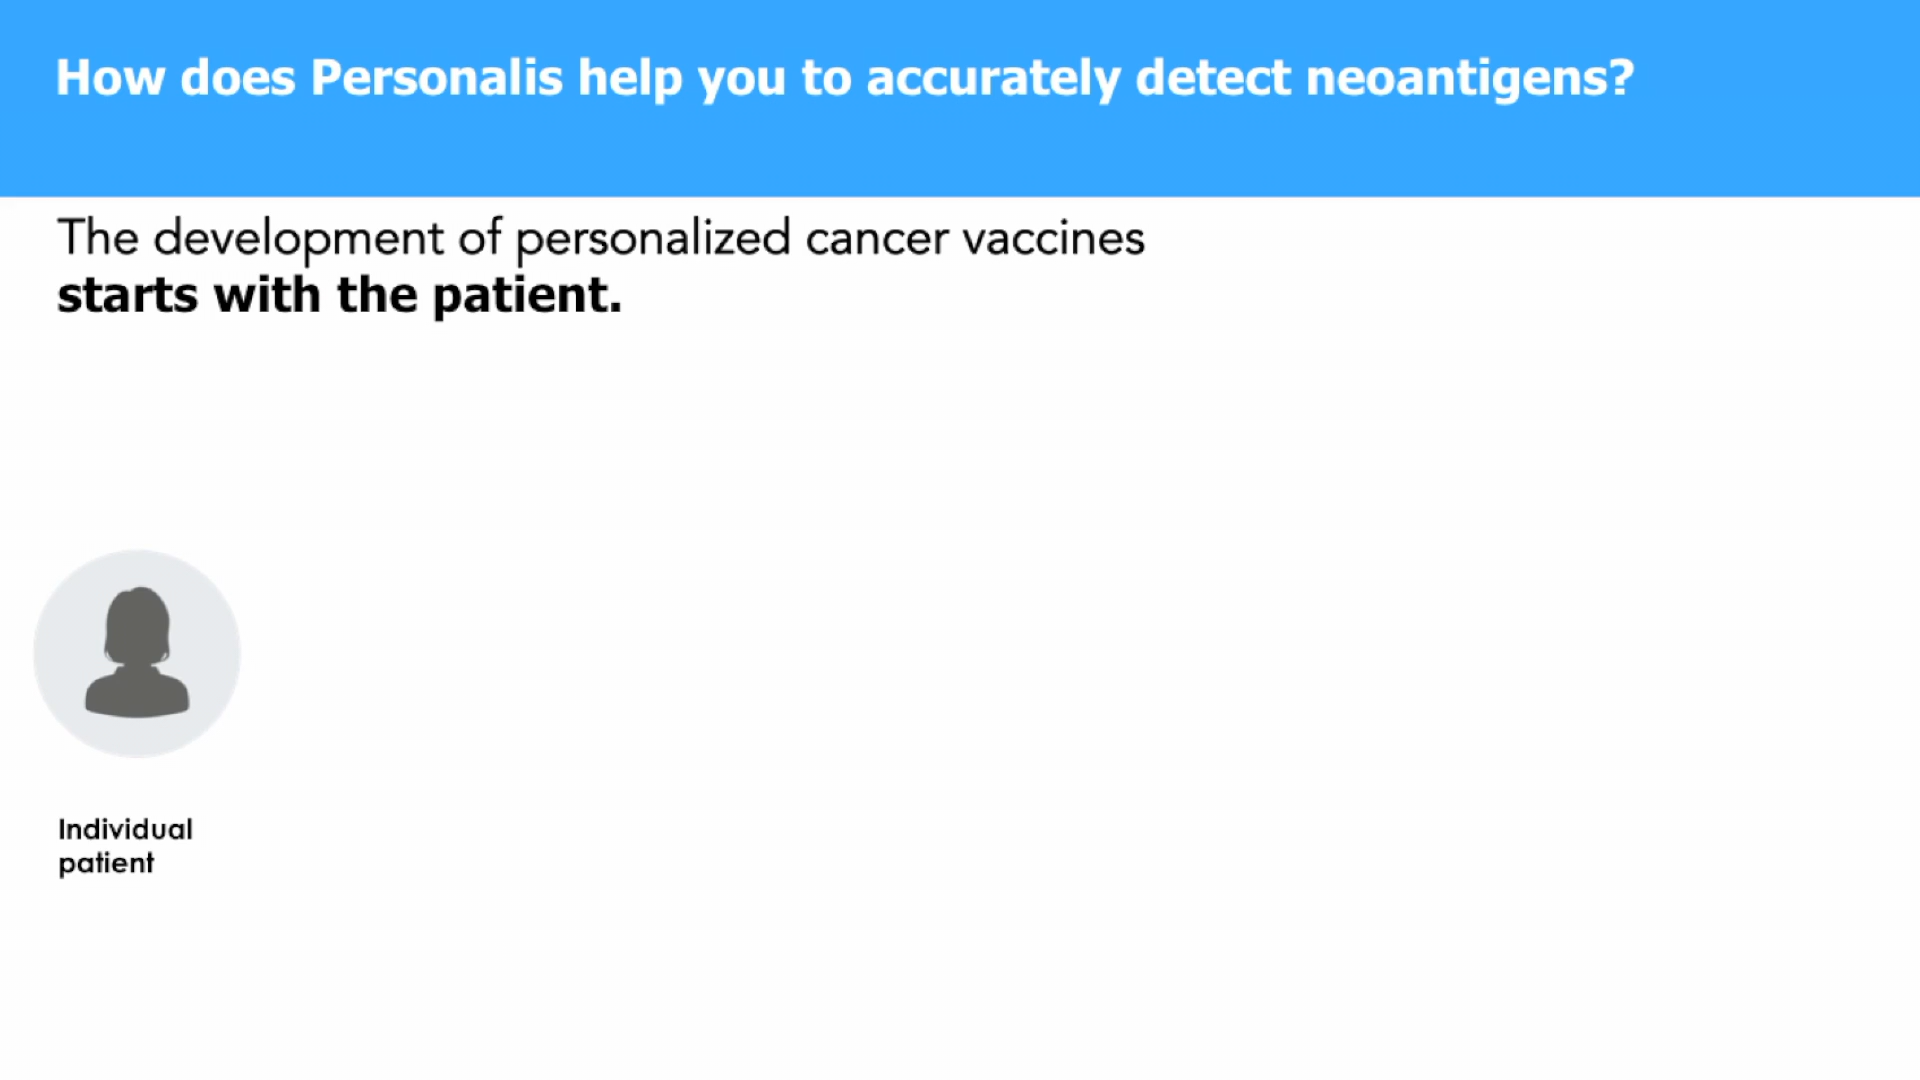 How does Personalis help you to accurately detect neoantigens?
The development of personalized cancer vaccines
starts with the patient.
Individual
patient